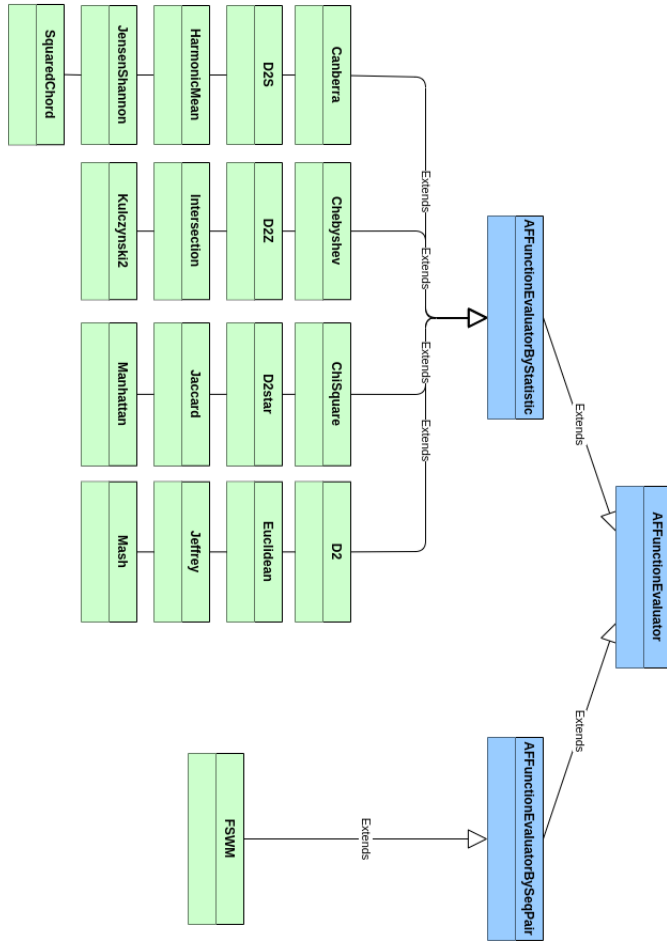 AFFunctionEvaluator
Extends
Extends
AFFunctionEvaluatorByStatistic
AFFunctionEvaluatorBySeqPair
Extends
Extends
Extends
Extends
Extends
Canberra
Chebyshev
ChiSquare
D2
D2S
D2Z
D2star
Euclidean
FSWM
HarmonicMean
Intersection
Jaccard
Jeffrey
JensenShannon
Kulczynski2
Manhattan
Mash
SquaredChord